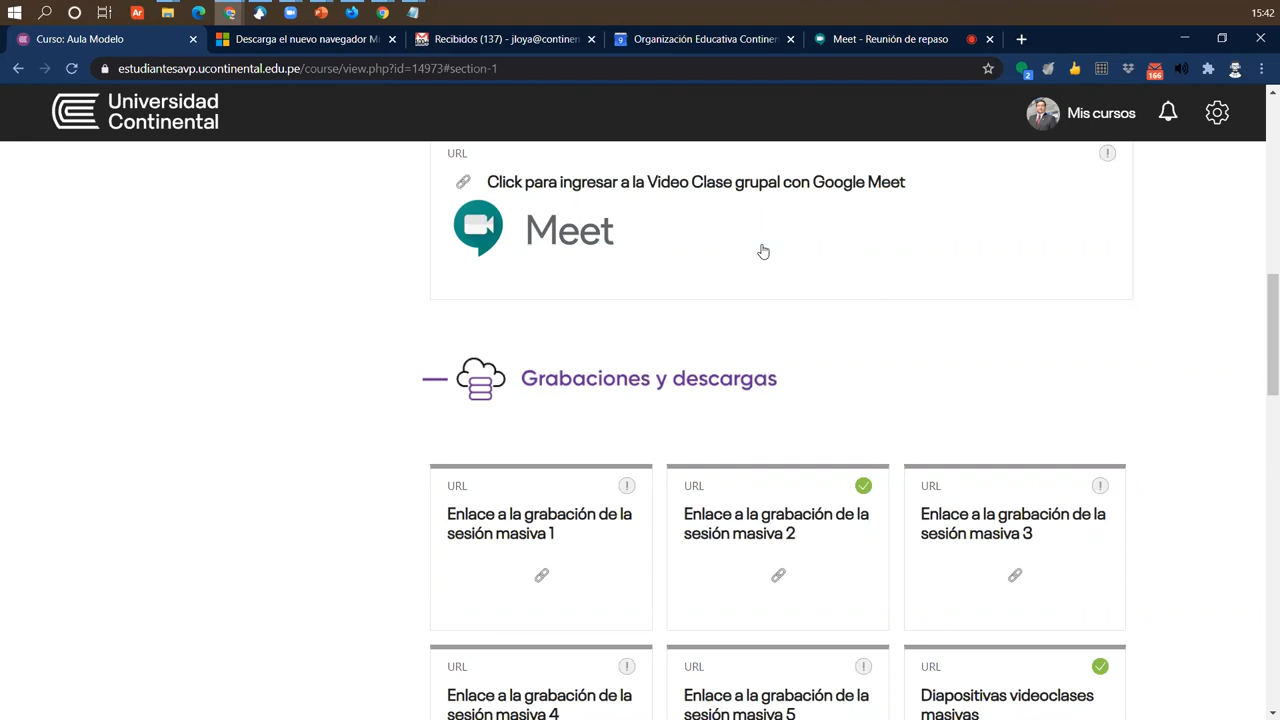 15:42
Curso: Aula Modelo
Descarga el nuevo navegador Mi
Recibidos (137) - jloya@continen
Organización Educativa Continen
Meet - Reunión de repaso
estudiantesavp.ucontinental.edu.pe/course/view.php?id=14973#section-1
2
166
Universidad
Continental
Mis cursos
URL
Click para ingresar a la Video Clase grupal con Google Meet
Meet
Grabaciones y descargas
URL
Enlace a la grabación de la
sesión masiva 1
URL
Enlace a la grabación de la
sesión masiva 2
URL
Enlace a la grabación de la
sesión masiva 3
URL
Enlace a la grabación de la
sesión masiva 4
URL
Enlace a la grabación de la
sesión masiva 5
URL
Diapositivas videoclases
masivas